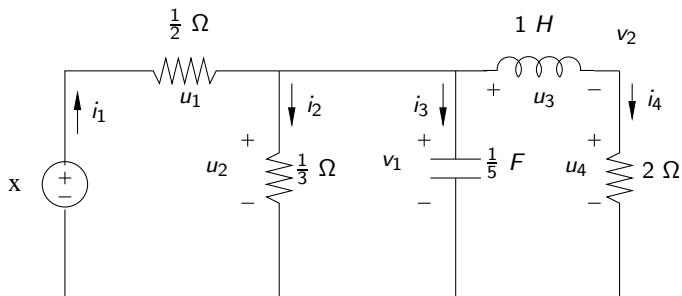 1/2 Ω
1 H
v2
i1
u1
i2
i3
+ u3 −
i4
x
+
−
+
u2
1/3 Ω
−
+
v1
1/5 F
−
+
u4
2 Ω
−